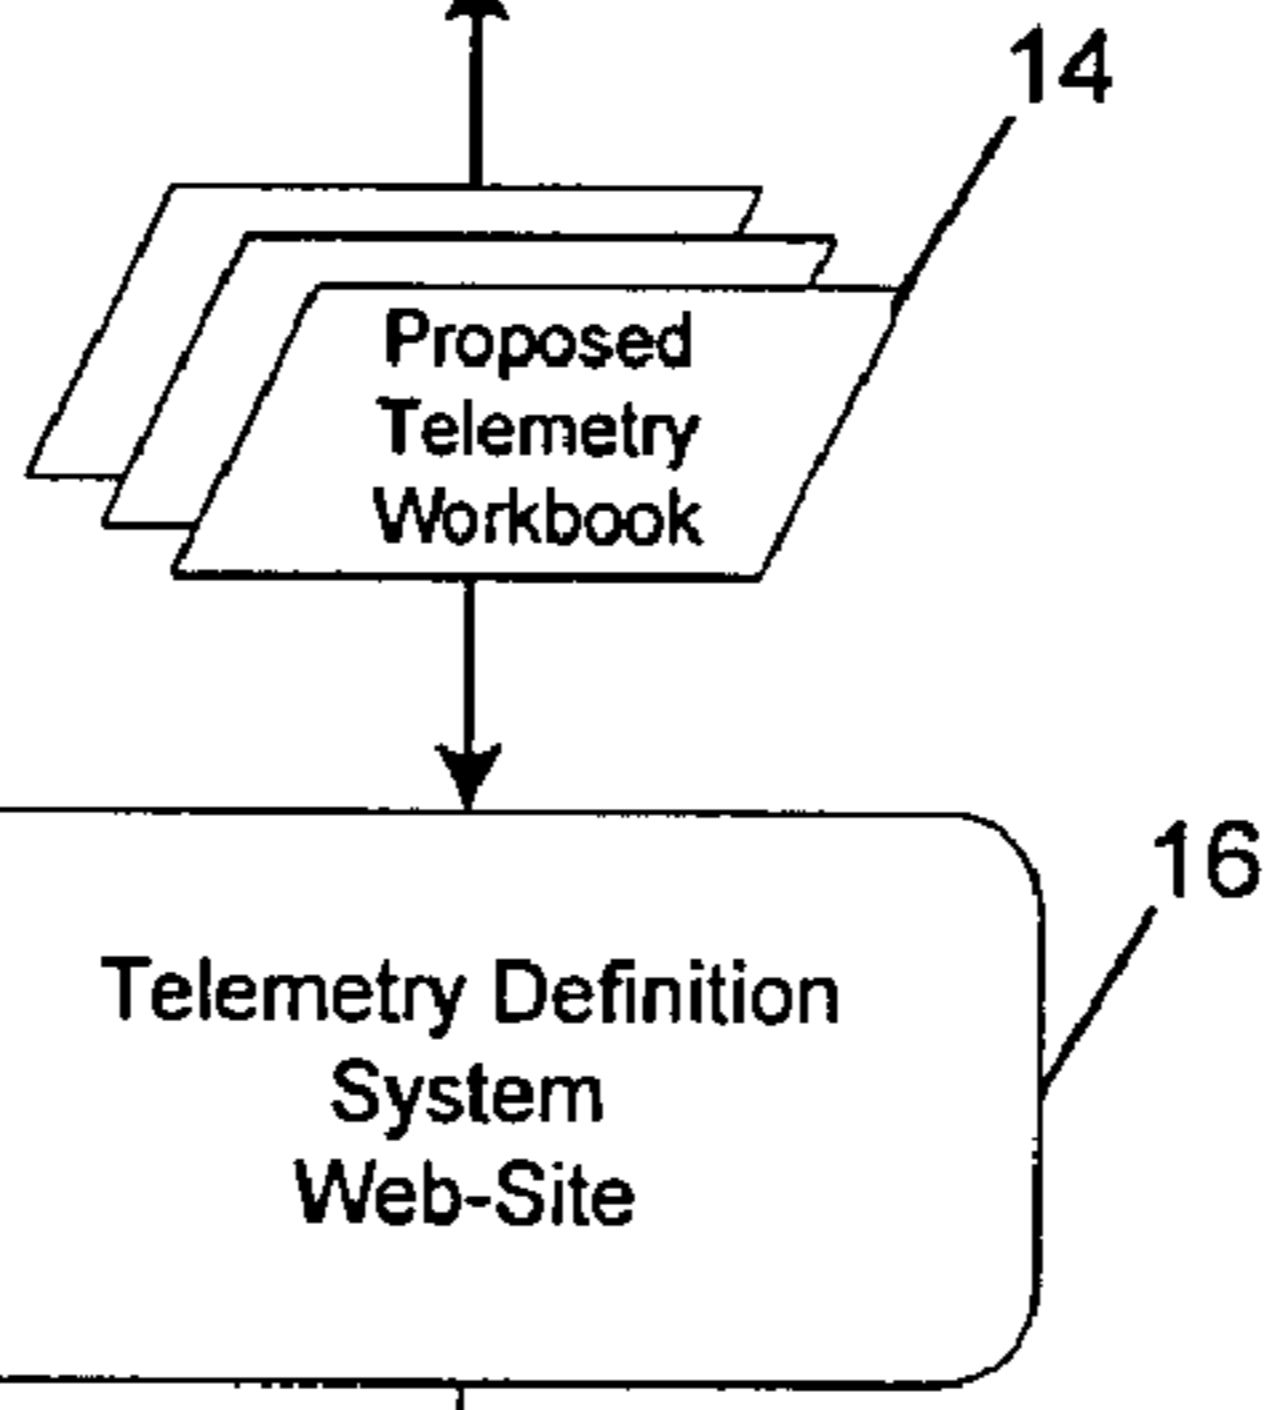 14
Proposed
Telemetry
Workbook
16
Telemetry Definition
System
Web-Site